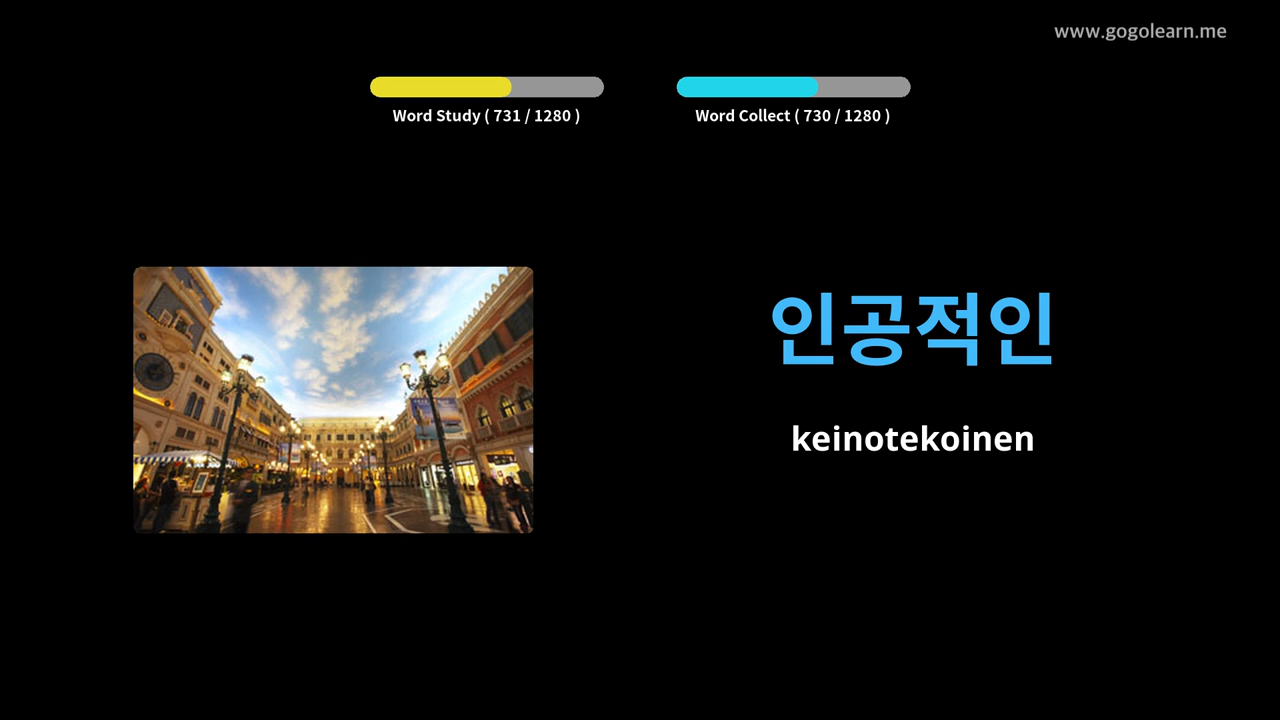 www.gogolearn.me
Word Study ( 731 / 1280 )
Word Collect ( 730 / 1280 )
인공적인
keinotekoinen